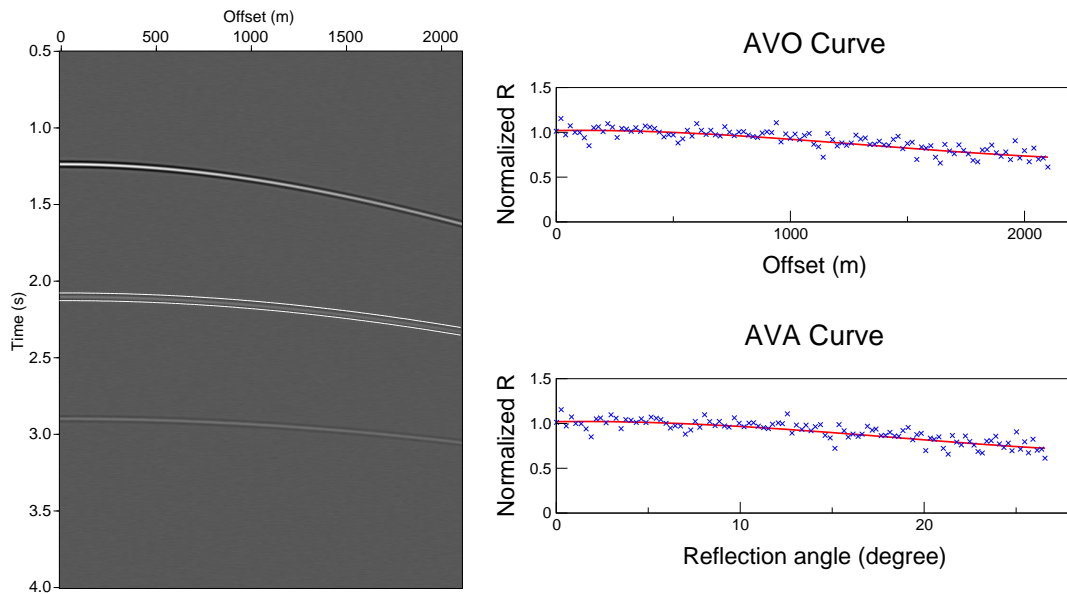 Offset (m)
0 500 1000 1500 2000
0.5
1.0
1.5
2.0
2.5
3.0
3.5
4.0
Time (s)
AVO Curve
Normalized R
1.5
1.0
0.5
0
0 1000 2000
Offset (m)
AVA Curve
Normalized R
1.5
1.0
0.5
0
0 10 20
Reflection angle (degree)